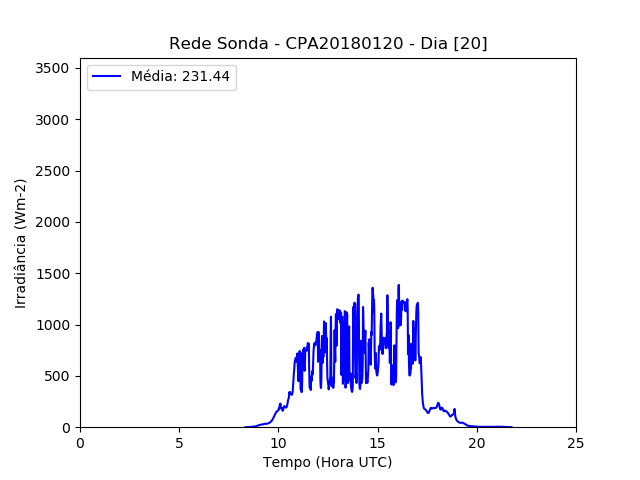 Rede Sonda - CPA20180120 - Dia [20]
Média: 231.44
Irradiância (Wm-2)
3500
3000
2500
2000
1500
1000
500
0
0 5 10 15 20 25
Tempo (Hora UTC)